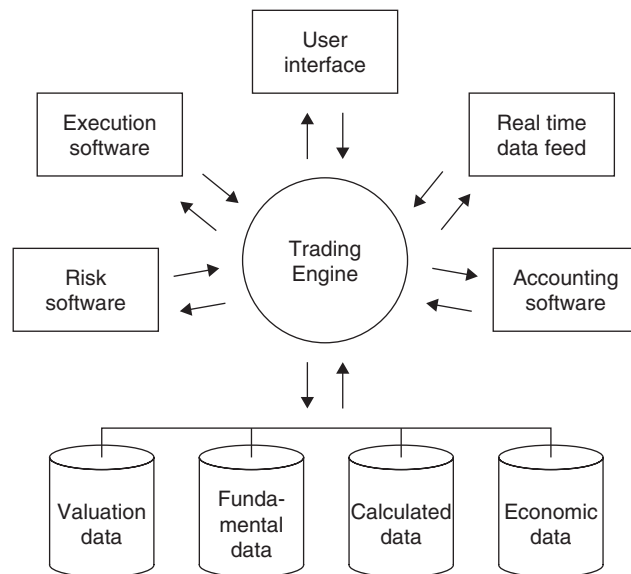 User
interface
Execution
software
Real time
data feed
Trading
Engine
Risk
software
Accounting
software
Valuation
data
Funda-
mental
data
Calculated
data
Economic
data